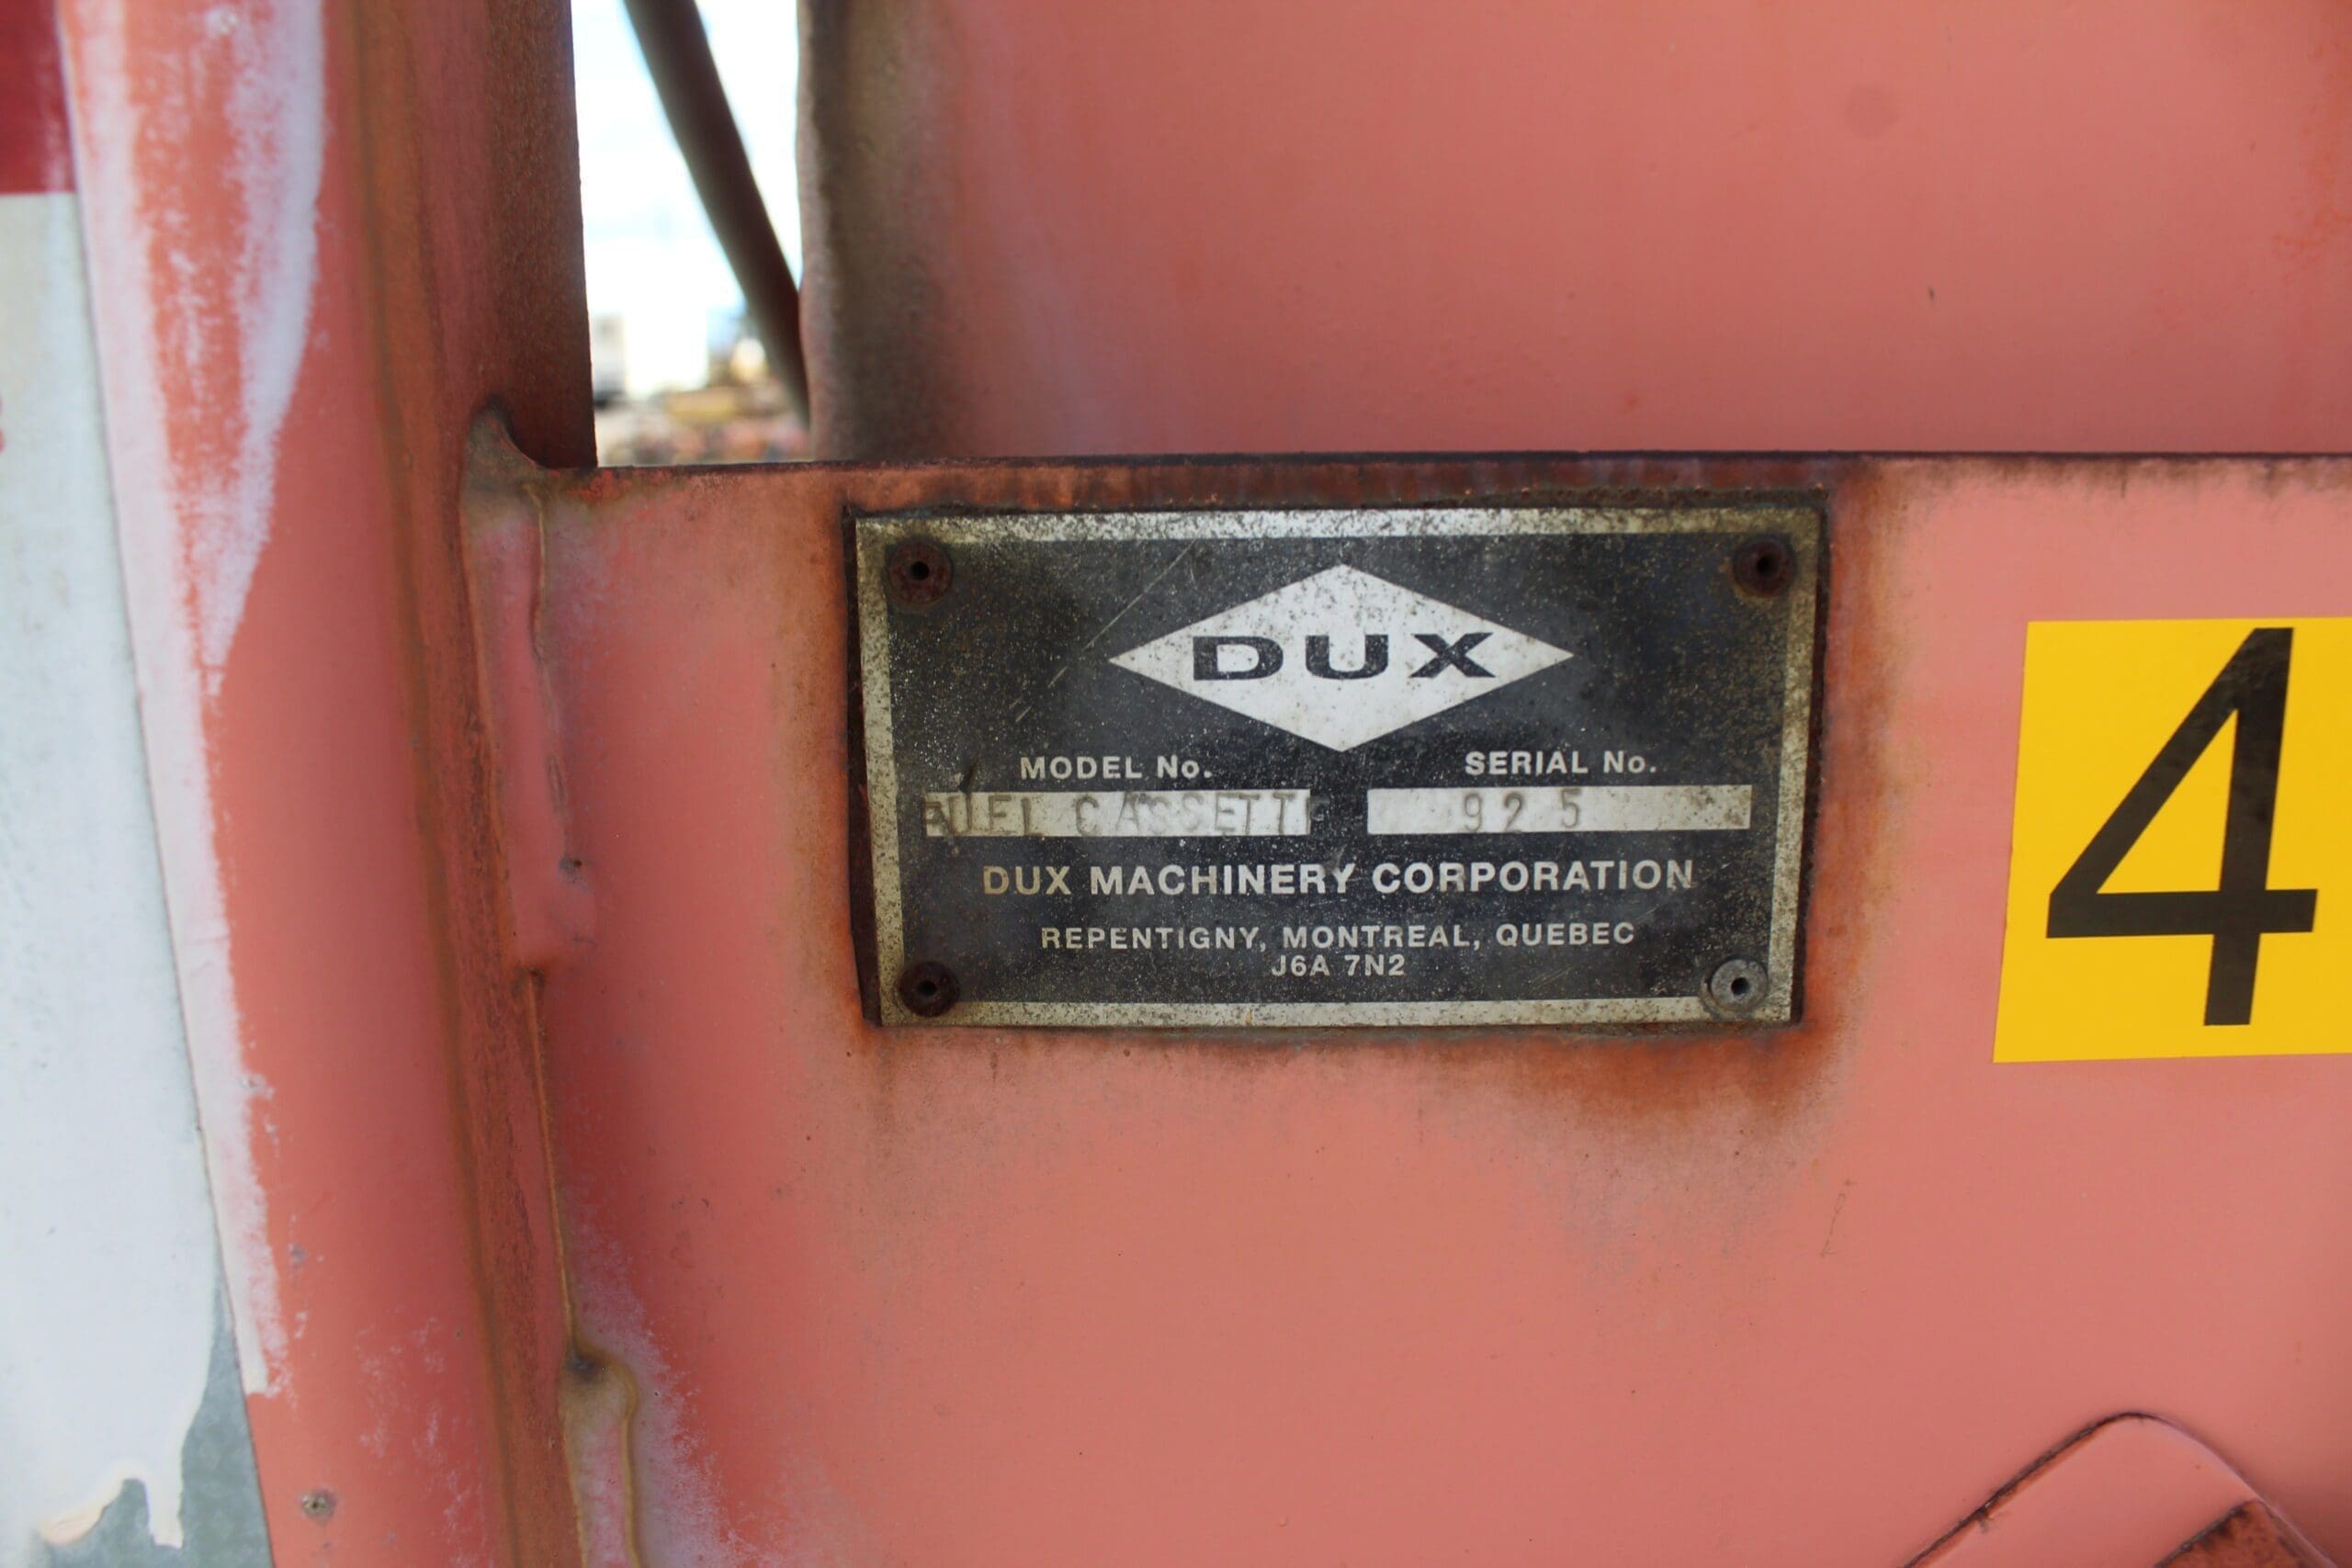 DUX
MODEL No. SERIAL No.
FUEL CASSETTE 925
DUX MACHINERY CORPORATION
REPENTIGNY, MONTREAL, QUEBEC
J6A 7N2
4